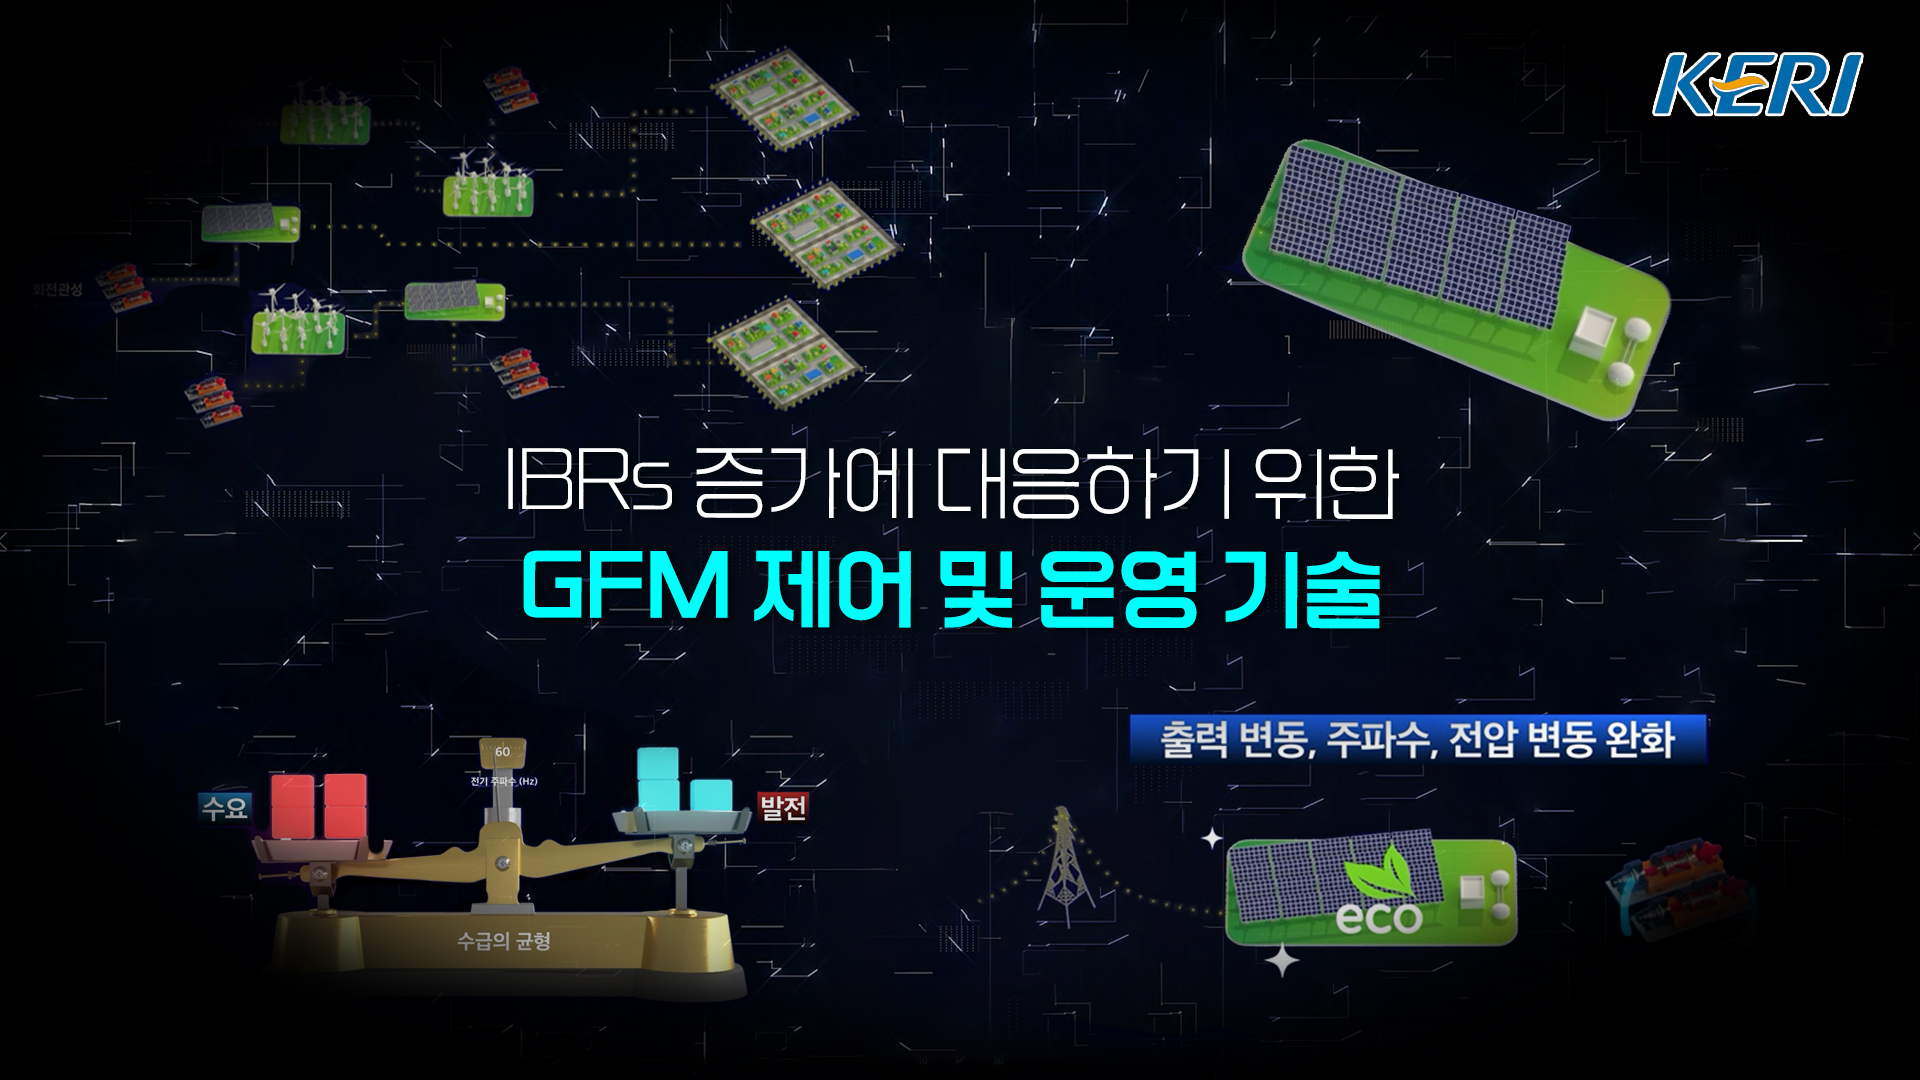 KERI
회전관성
IBRs 증가에 대응하기 위한
GFM 제어 및 운영 기술
출력 변동, 주파수, 전압 변동 완화
60
전기 주파수 (Hz)
수요
발전
수급의 균형
eco